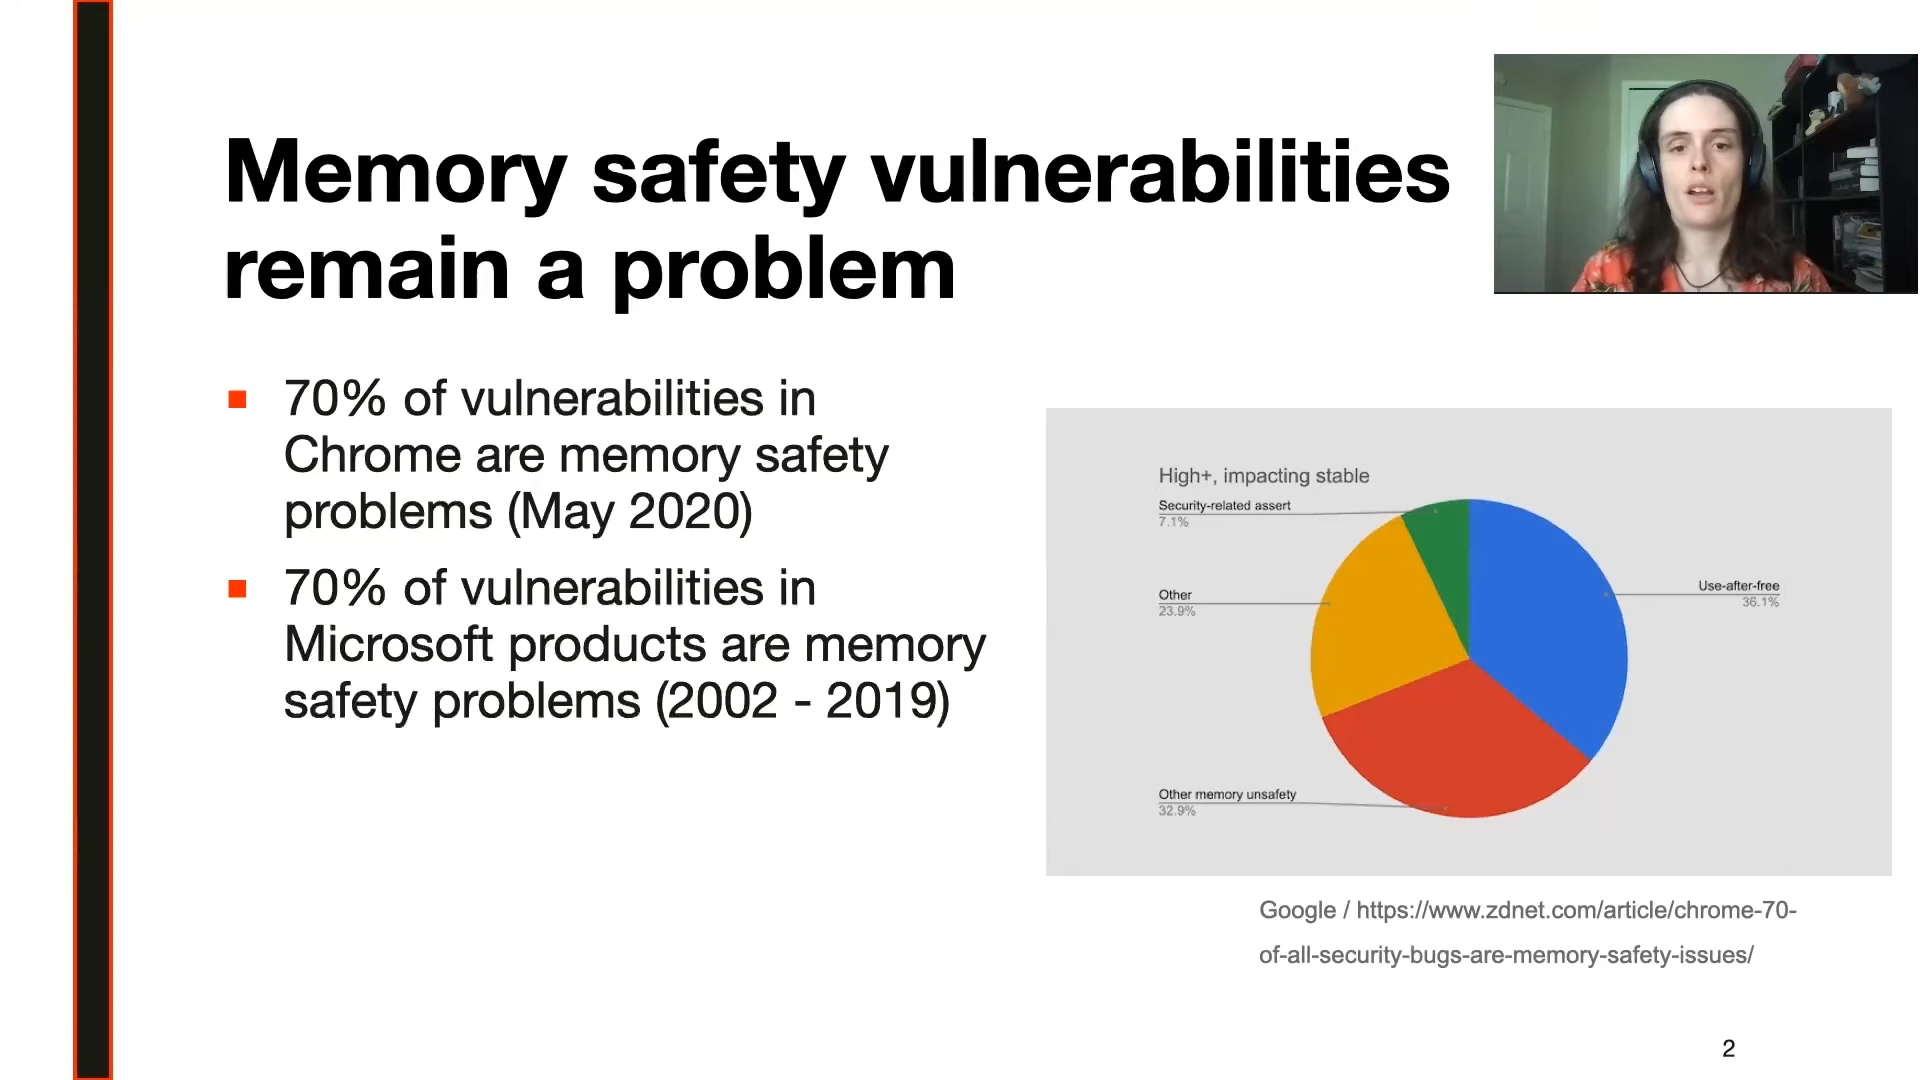 Memory safety vulnerabilities
remain a problem
70% of vulnerabilities in
Chrome are memory safety
problems (May 2020)
70% of vulnerabilities in
Microsoft products are memory
safety problems (2002 - 2019)
High+, impacting stable
Security-related assert
7.1%
Other
23.9%
Use-after-free
36.1%
Other memory unsafety
32.9%
Google / https://www.zdnet.com/article/chrome-70-
of-all-security-bugs-are-memory-safety-issues/
2